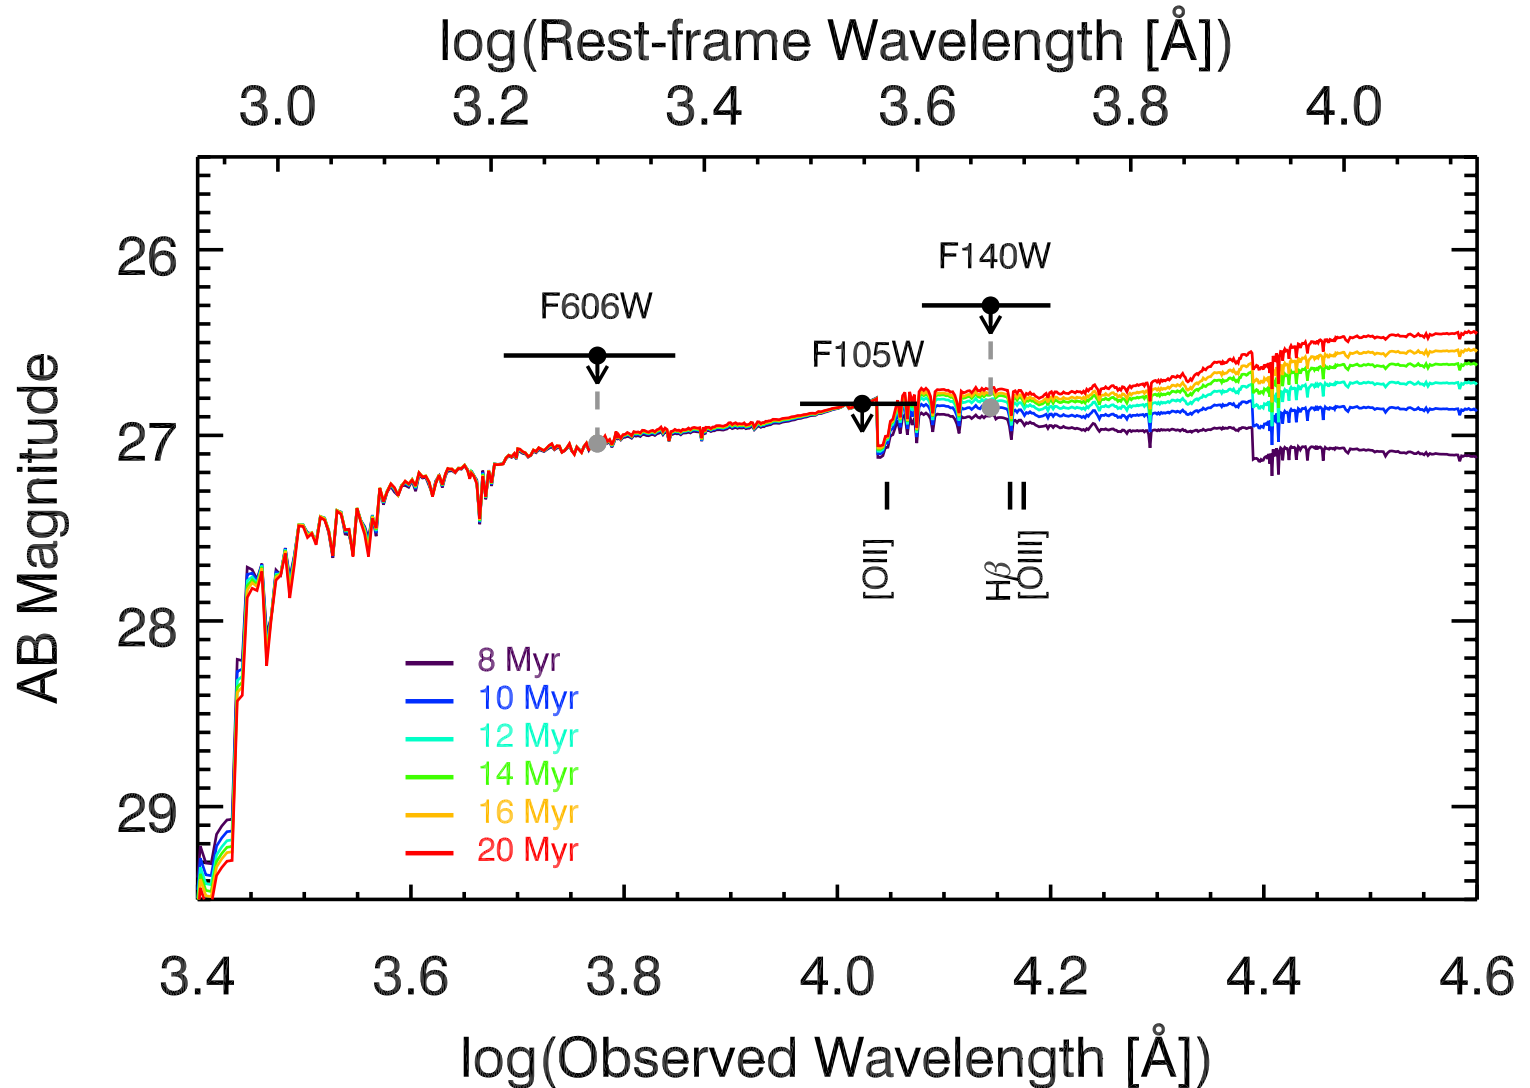 log(Rest-frame Wavelength [Å])
3.0 3.2 3.4 3.6 3.8 4.0
26
27
28
29
AB Magnitude
F606W
F105W
F140W
[OII]
Hβ
[OIII]
8 Myr
10 Myr
12 Myr
14 Myr
16 Myr
20 Myr
3.4 3.6 3.8 4.0 4.2 4.4 4.6
log(Observed Wavelength [Å])